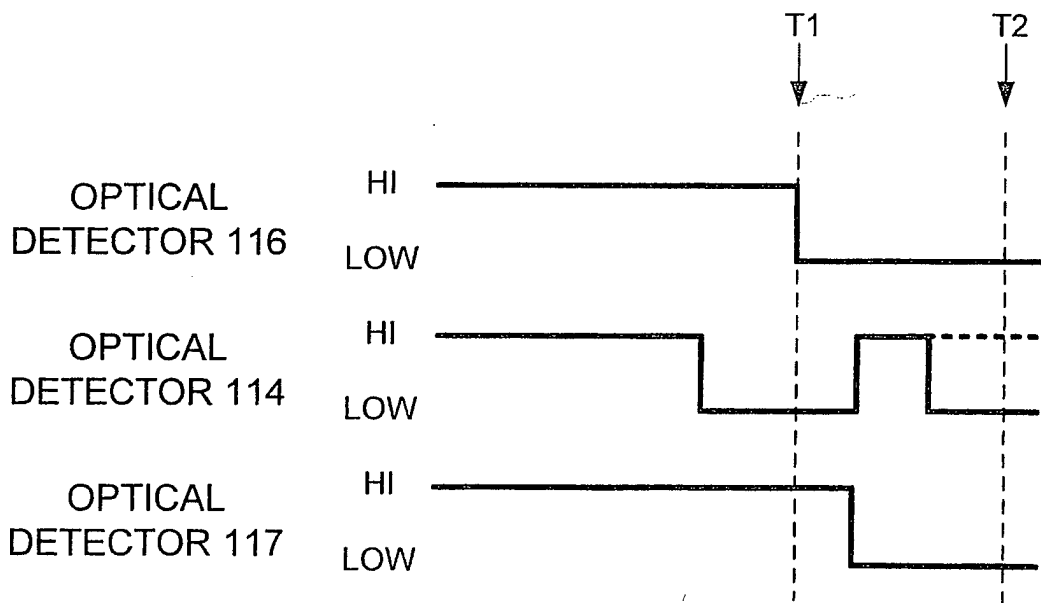 T1 T2
OPTICAL
DETECTOR 116
HI
LOW
OPTICAL
DETECTOR 114
HI
LOW
OPTICAL
DETECTOR 117
HI
LOW